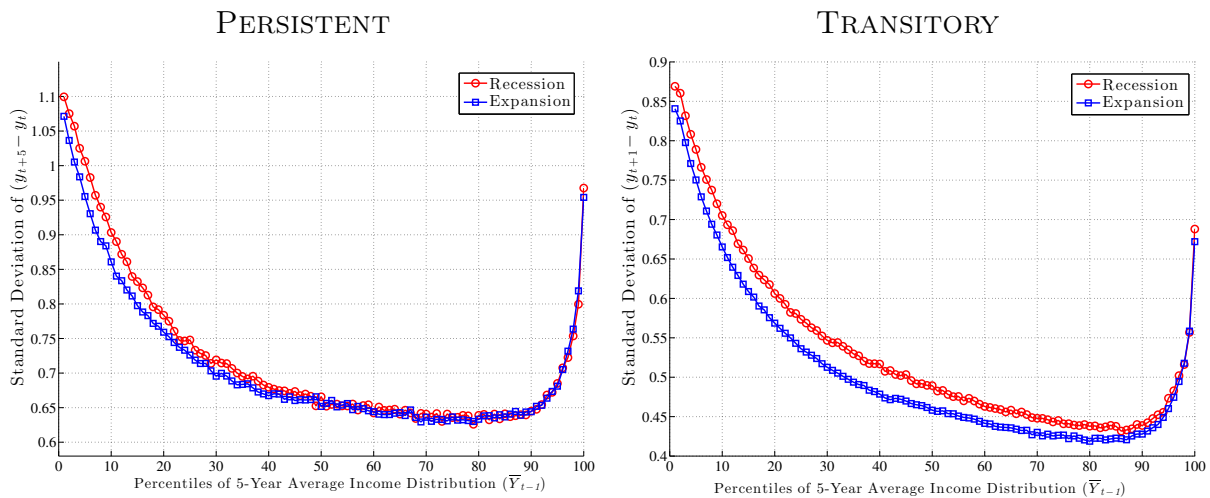 PERSISTENT
Standard Deviation of (y_{t+5} − y_t)
1.1
1.05
1
0.95
0.9
0.85
0.8
0.75
0.7
0.65
0.6
Recession
Expansion
0 10 20 30 40 50 60 70 80 90 100
Percentiles of 5-Year Average Income Distribution (Y̅_{t−1})
TRANSITORY
Standard Deviation of (y_{t+1} − y_t)
0.9
0.85
0.8
0.75
0.7
0.65
0.6
0.55
0.5
0.45
0.4
Recession
Expansion
0 10 20 30 40 50 60 70 80 90 100
Percentiles of 5-Year Average Income Distribution (Y̅_{t−1})